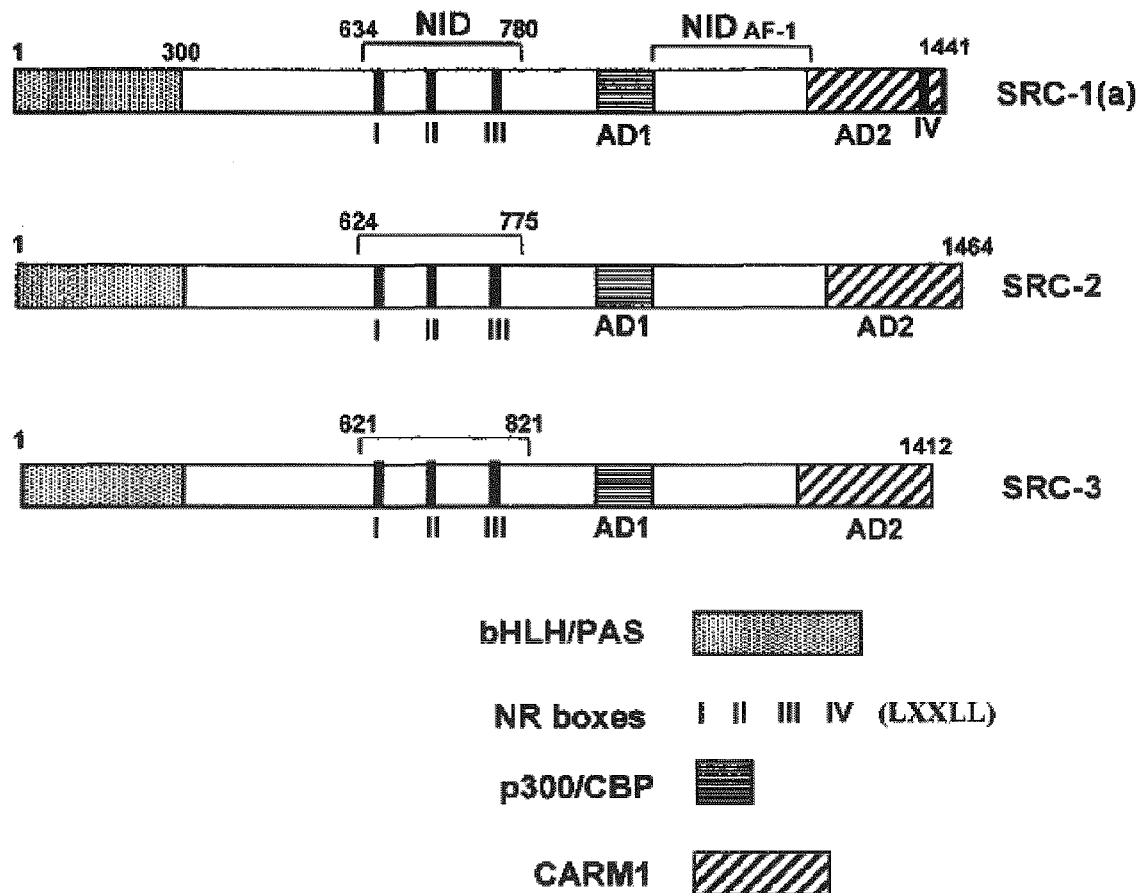 634 NID 780 NID AF-1
1 300 1441
SRC-1(a)
I II III AD1 AD2 IV
624 775
1 1464
SRC-2
I II III AD1 AD2
621 821
1 1412
SRC-3
I II III AD1 AD2
bHLH/PAS
NR boxes I II III IV (LXXLL)
p300/CBP
CARM1